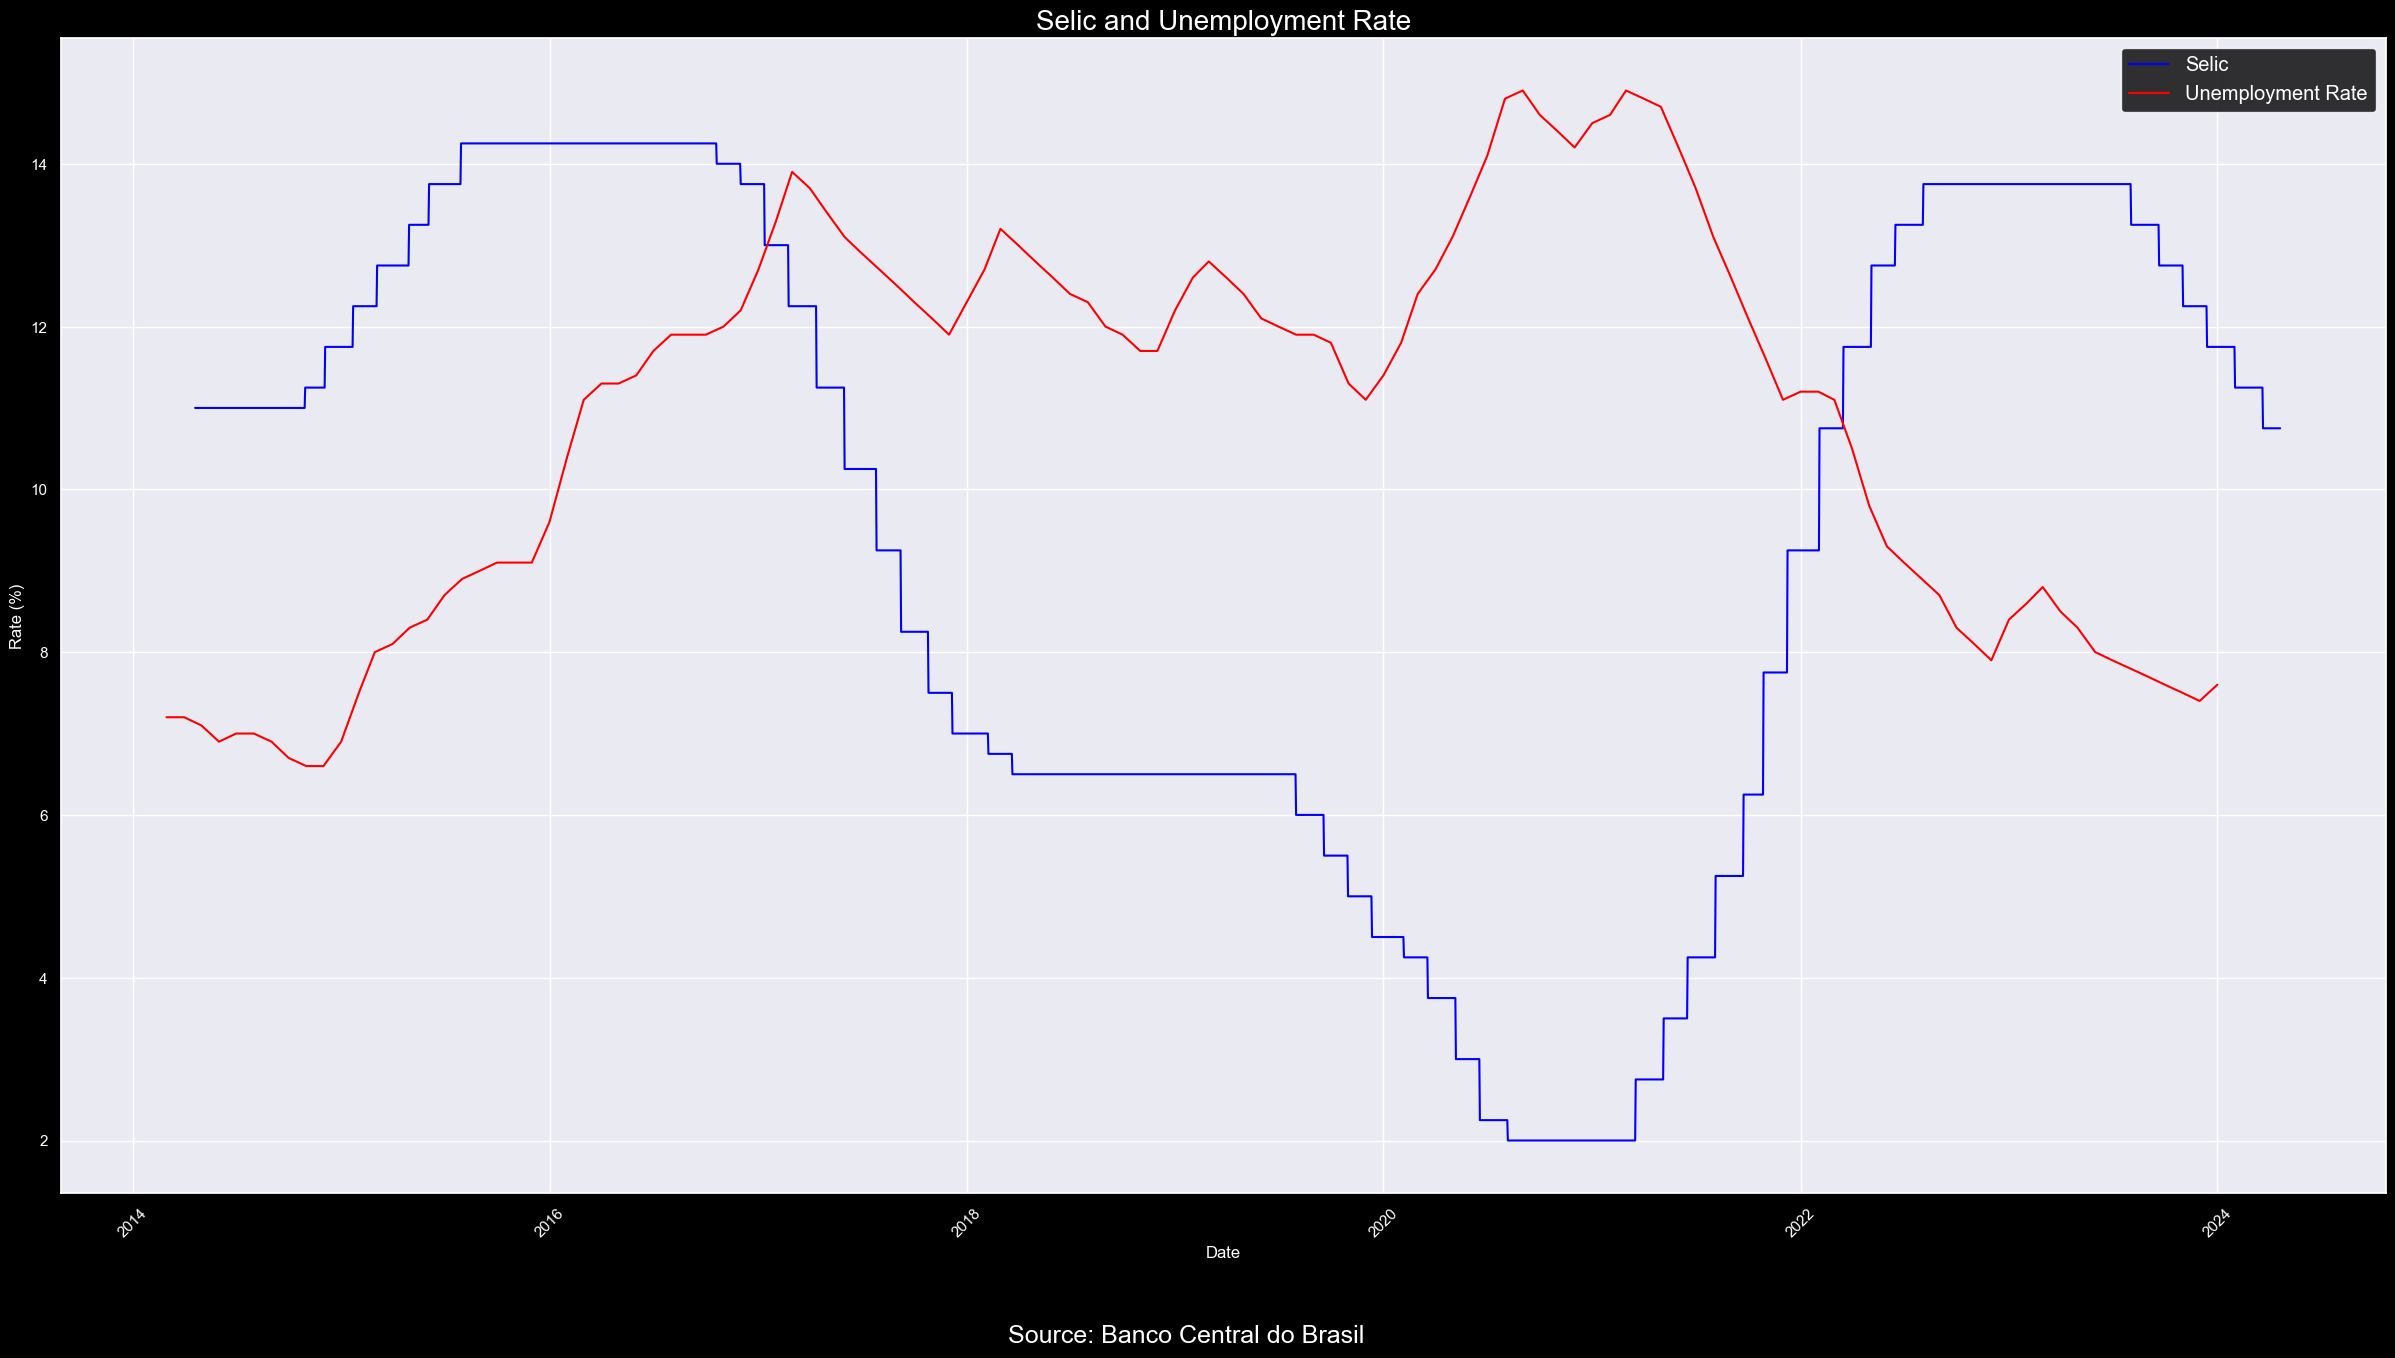 Selic and Unemployment Rate
Selic
Unemployment Rate
14
12
10
8
6
4
2
Rate (%)
2014
2016
2018
2020
2022
2024
Date
Source: Banco Central do Brasil